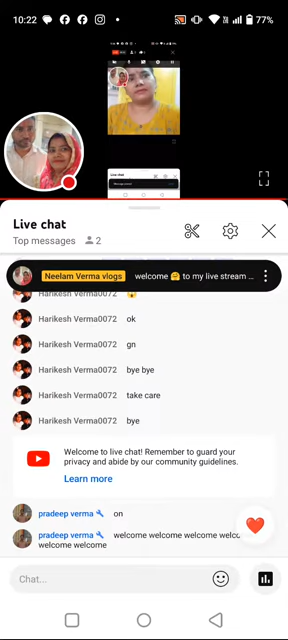 10:22
77%
Live chat
Top messages 2
Neelam Verma vlogs welcome 🤗 to my live stream ...
Harikesh Verma0072
Harikesh Verma0072 ok
Harikesh Verma0072 gn
Harikesh Verma0072 bye bye
Harikesh Verma0072 take care
Harikesh Verma0072 bye
Welcome to live chat! Remember to guard your
privacy and abide by our community guidelines.
Learn more
pradeep verma on
pradeep verma welcome welcome welcome
welcome welcome
Chat...